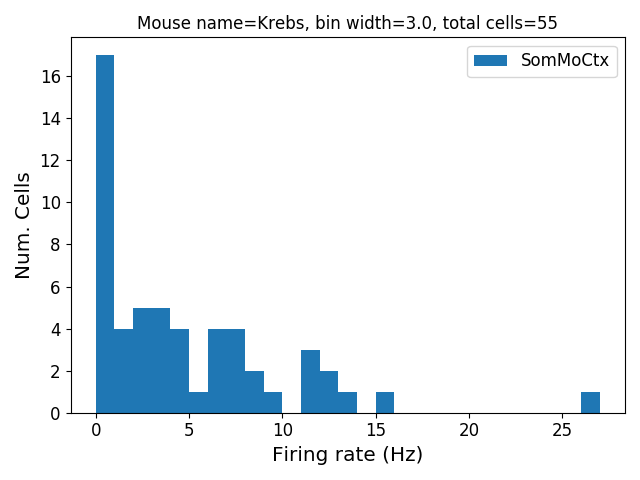 Mouse name=Krebs, bin width=3.0, total cells=55
SomMoCtx
Num. Cells
16
14
12
10
8
6
4
2
0
0 5 10 15 20 25
Firing rate (Hz)